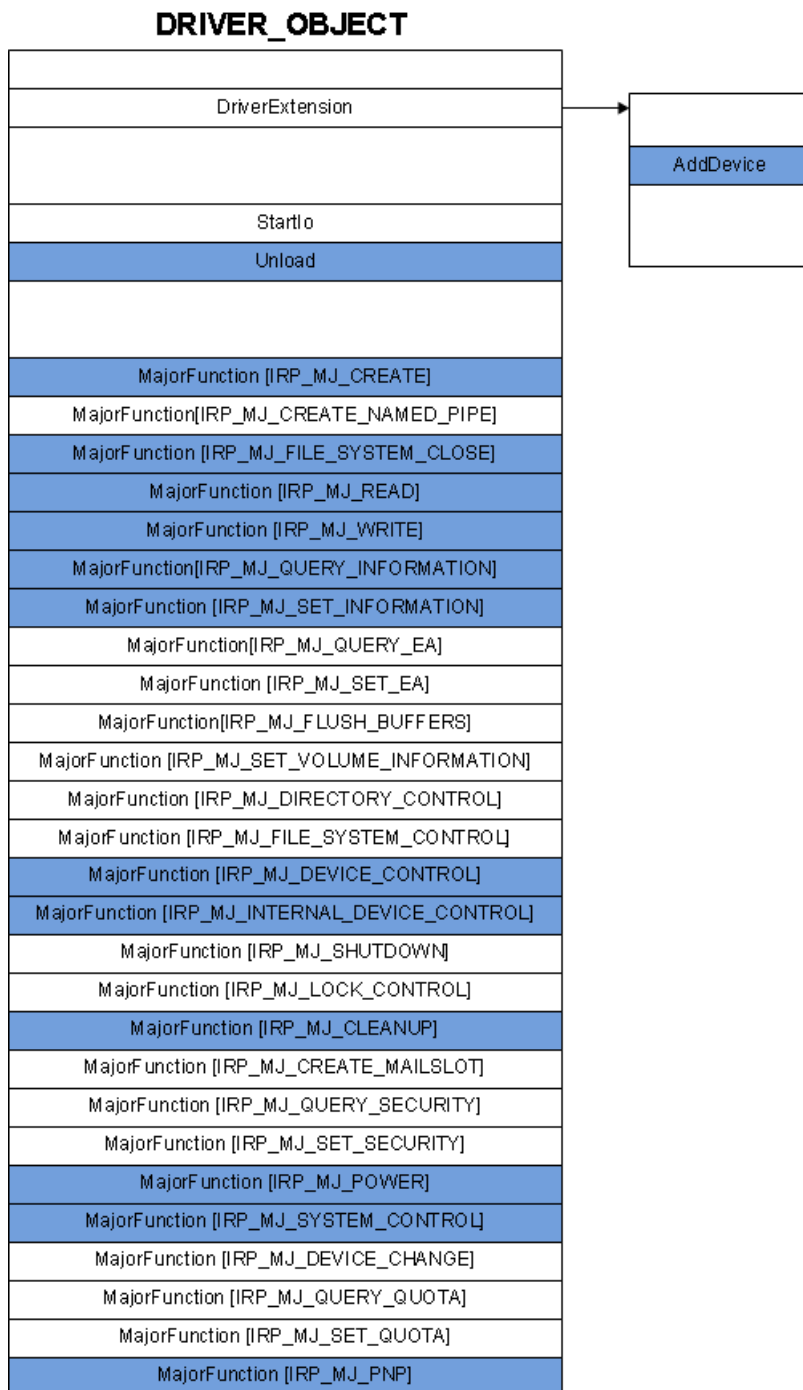 DRIVER_OBJECT
DriverExtension
AddDevice
StartIo
Unload
MajorFunction [IRP_MJ_CREATE]
MajorFunction[IRP_MJ_CREATE_NAMED_PIPE]
MajorFunction [IRP_MJ_FILE_SYSTEM_CLOSE]
MajorFunction [IRP_MJ_READ]
MajorFunction [IRP_MJ_WRITE]
MajorFunction[IRP_MJ_QUERY_INFORMATION]
MajorFunction [IRP_MJ_SET_INFORMATION]
MajorFunction[IRP_MJ_QUERY_EA]
MajorFunction [IRP_MJ_SET_EA]
MajorFunction[IRP_MJ_FLUSH_BUFFERS]
MajorFunction [IRP_MJ_SET_VOLUME_INFORMATION]
MajorFunction [IRP_MJ_DIRECTORY_CONTROL]
MajorFunction [IRP_MJ_FILE_SYSTEM_CONTROL]
MajorFunction [IRP_MJ_DEVICE_CONTROL]
MajorFunction [IRP_MJ_INTERNAL_DEVICE_CONTROL]
MajorFunction [IRP_MJ_SHUTDOWN]
MajorFunction [IRP_MJ_LOCK_CONTROL]
MajorFunction [IRP_MJ_CLEANUP]
MajorFunction [IRP_MJ_CREATE_MAILSLOT]
MajorFunction [IRP_MJ_QUERY_SECURITY]
MajorFunction [IRP_MJ_SET_SECURITY]
MajorFunction [IRP_MJ_POWER]
MajorFunction [IRP_MJ_SYSTEM_CONTROL]
MajorFunction [IRP_MJ_DEVICE_CHANGE]
MajorFunction [IRP_MJ_QUERY_QUOTA]
MajorFunction [IRP_MJ_SET_QUOTA]
MajorFunction [IRP_MJ_PNP]